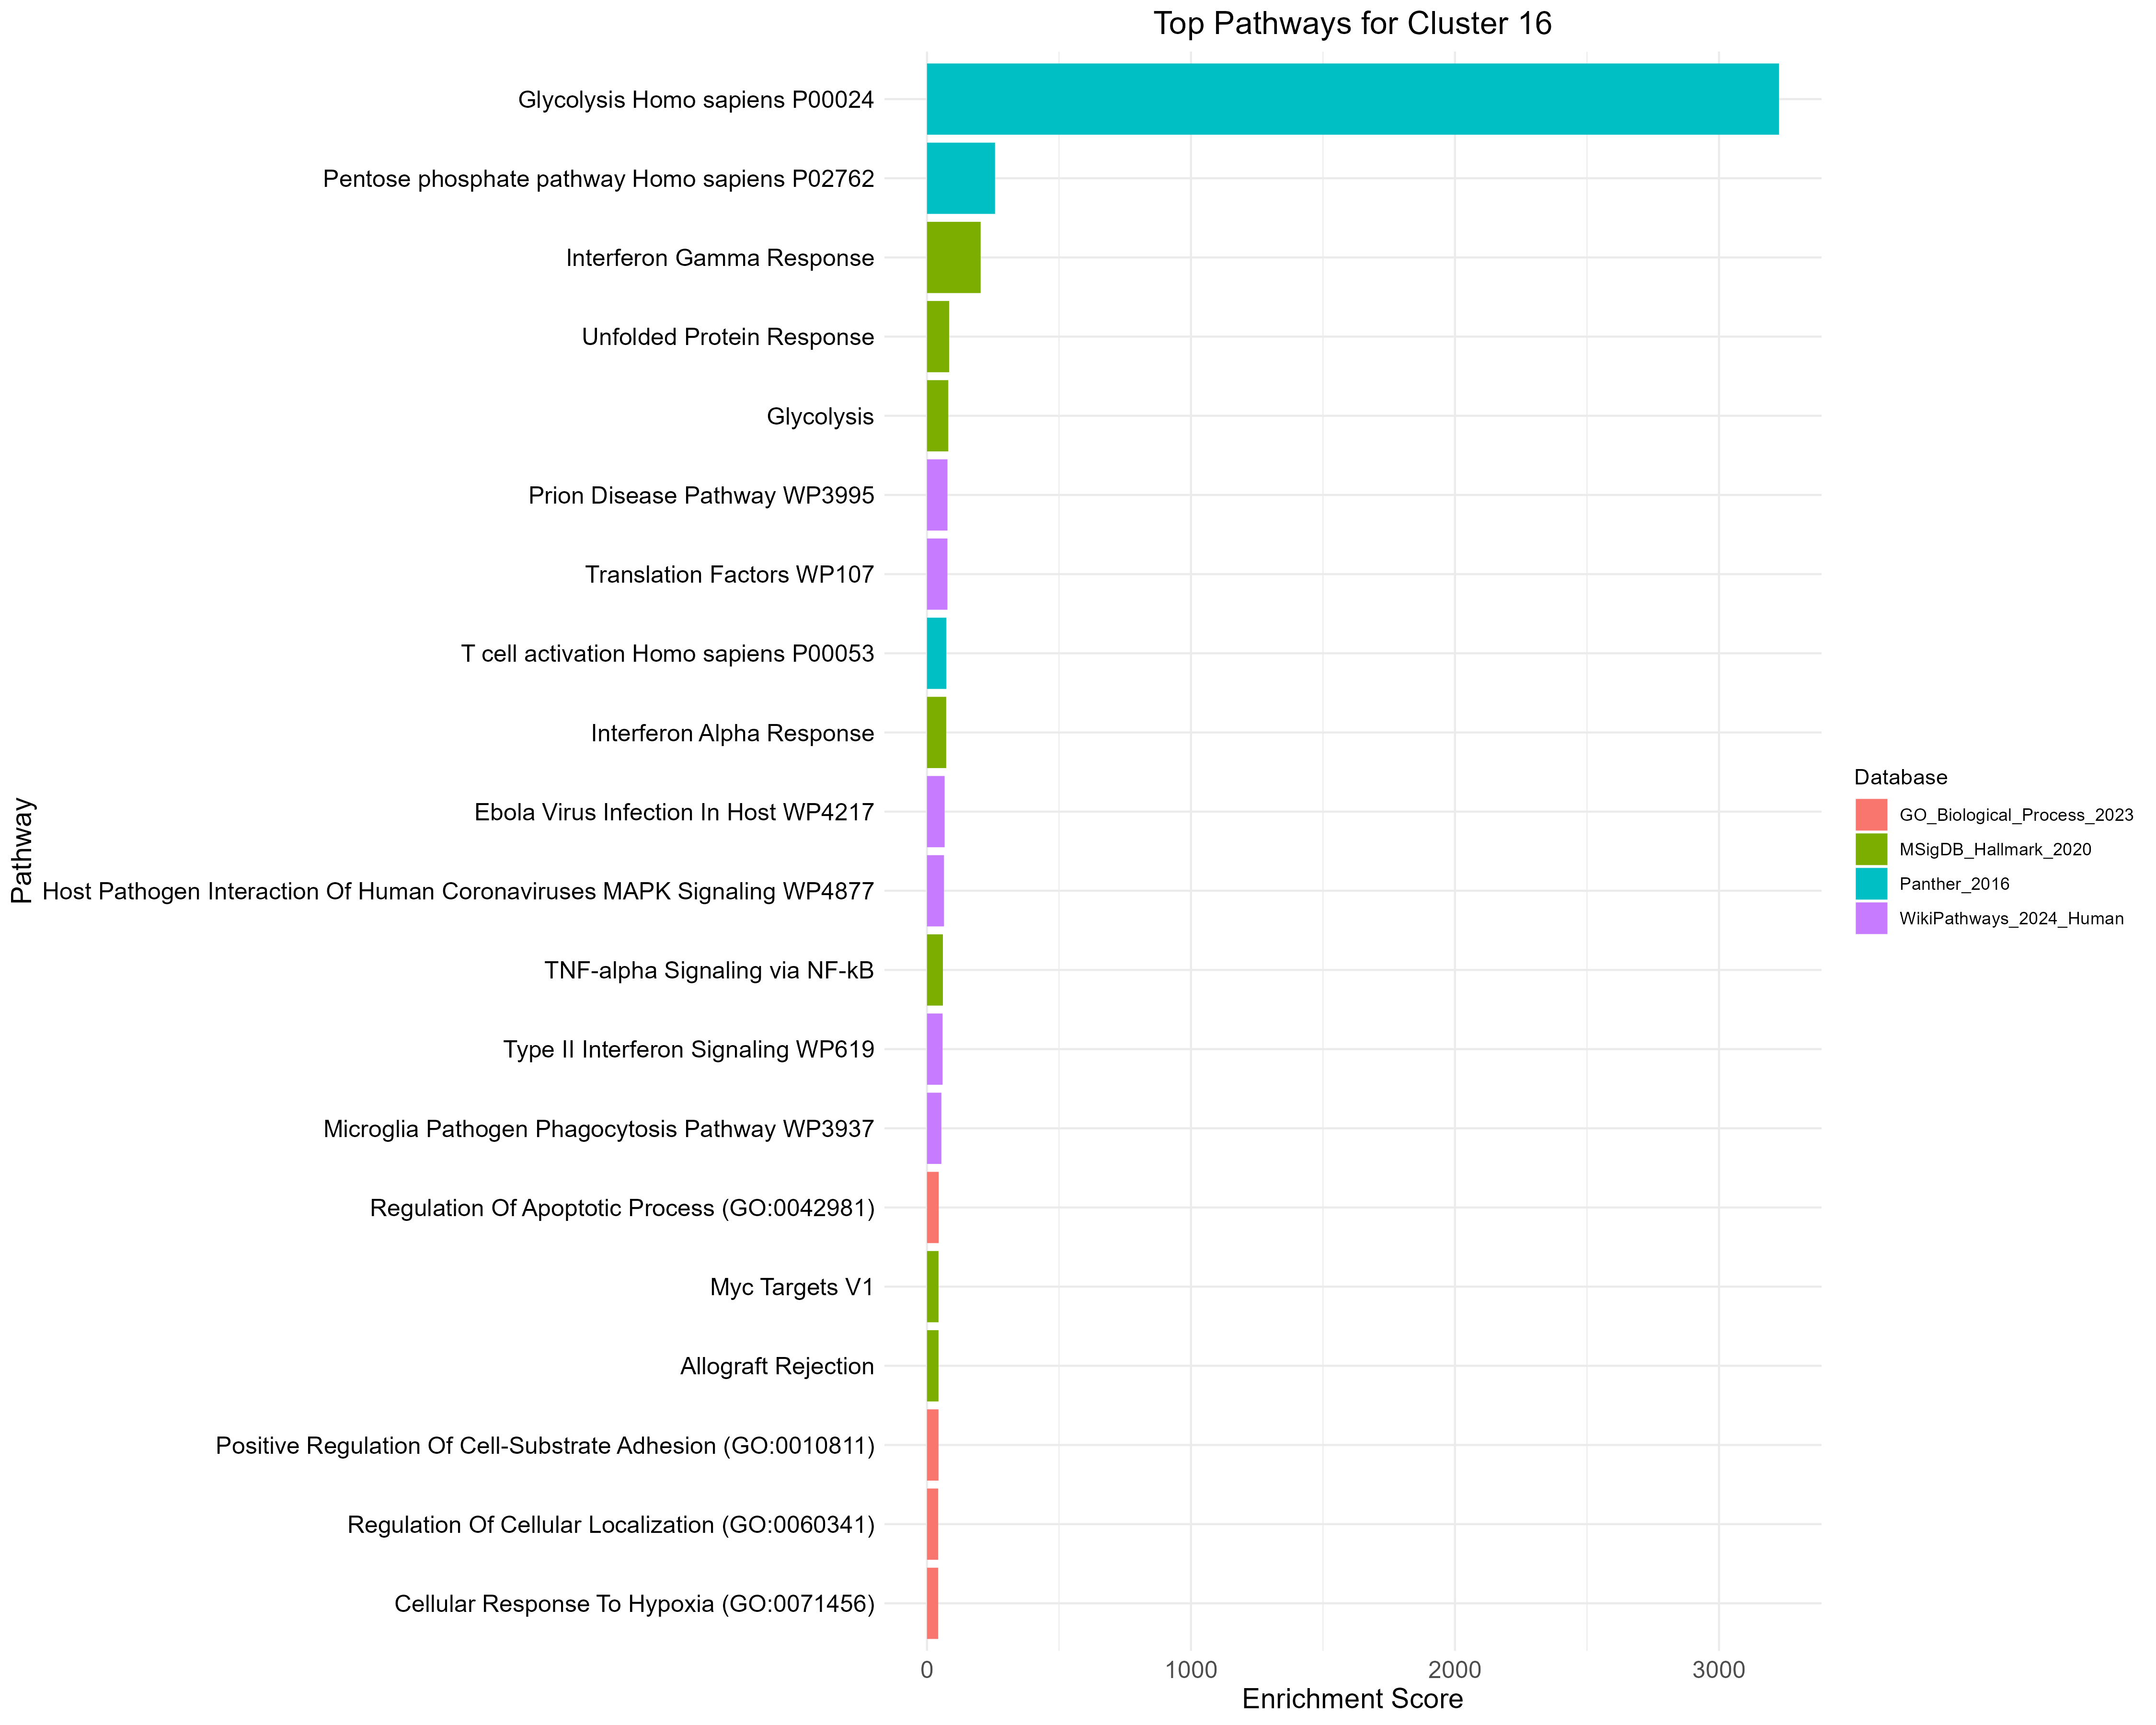 Top Pathways for Cluster 16
Pathway
Glycolysis Homo sapiens P00024
Pentose phosphate pathway Homo sapiens P02762
Interferon Gamma Response
Unfolded Protein Response
Glycolysis
Prion Disease Pathway WP3995
Translation Factors WP107
T cell activation Homo sapiens P00053
Interferon Alpha Response
Ebola Virus Infection In Host WP4217
Host Pathogen Interaction Of Human Coronaviruses MAPK Signaling WP4877
TNF-alpha Signaling via NF-kB
Type II Interferon Signaling WP619
Microglia Pathogen Phagocytosis Pathway WP3937
Regulation Of Apoptotic Process (GO:0042981)
Myc Targets V1
Allograft Rejection
Positive Regulation Of Cell-Substrate Adhesion (GO:0010811)
Regulation Of Cellular Localization (GO:0060341)
Cellular Response To Hypoxia (GO:0071456)
0 1000 2000 3000
Enrichment Score
Database
GO_Biological_Process_2023
MSigDB_Hallmark_2020
Panther_2016
WikiPathways_2024_Human